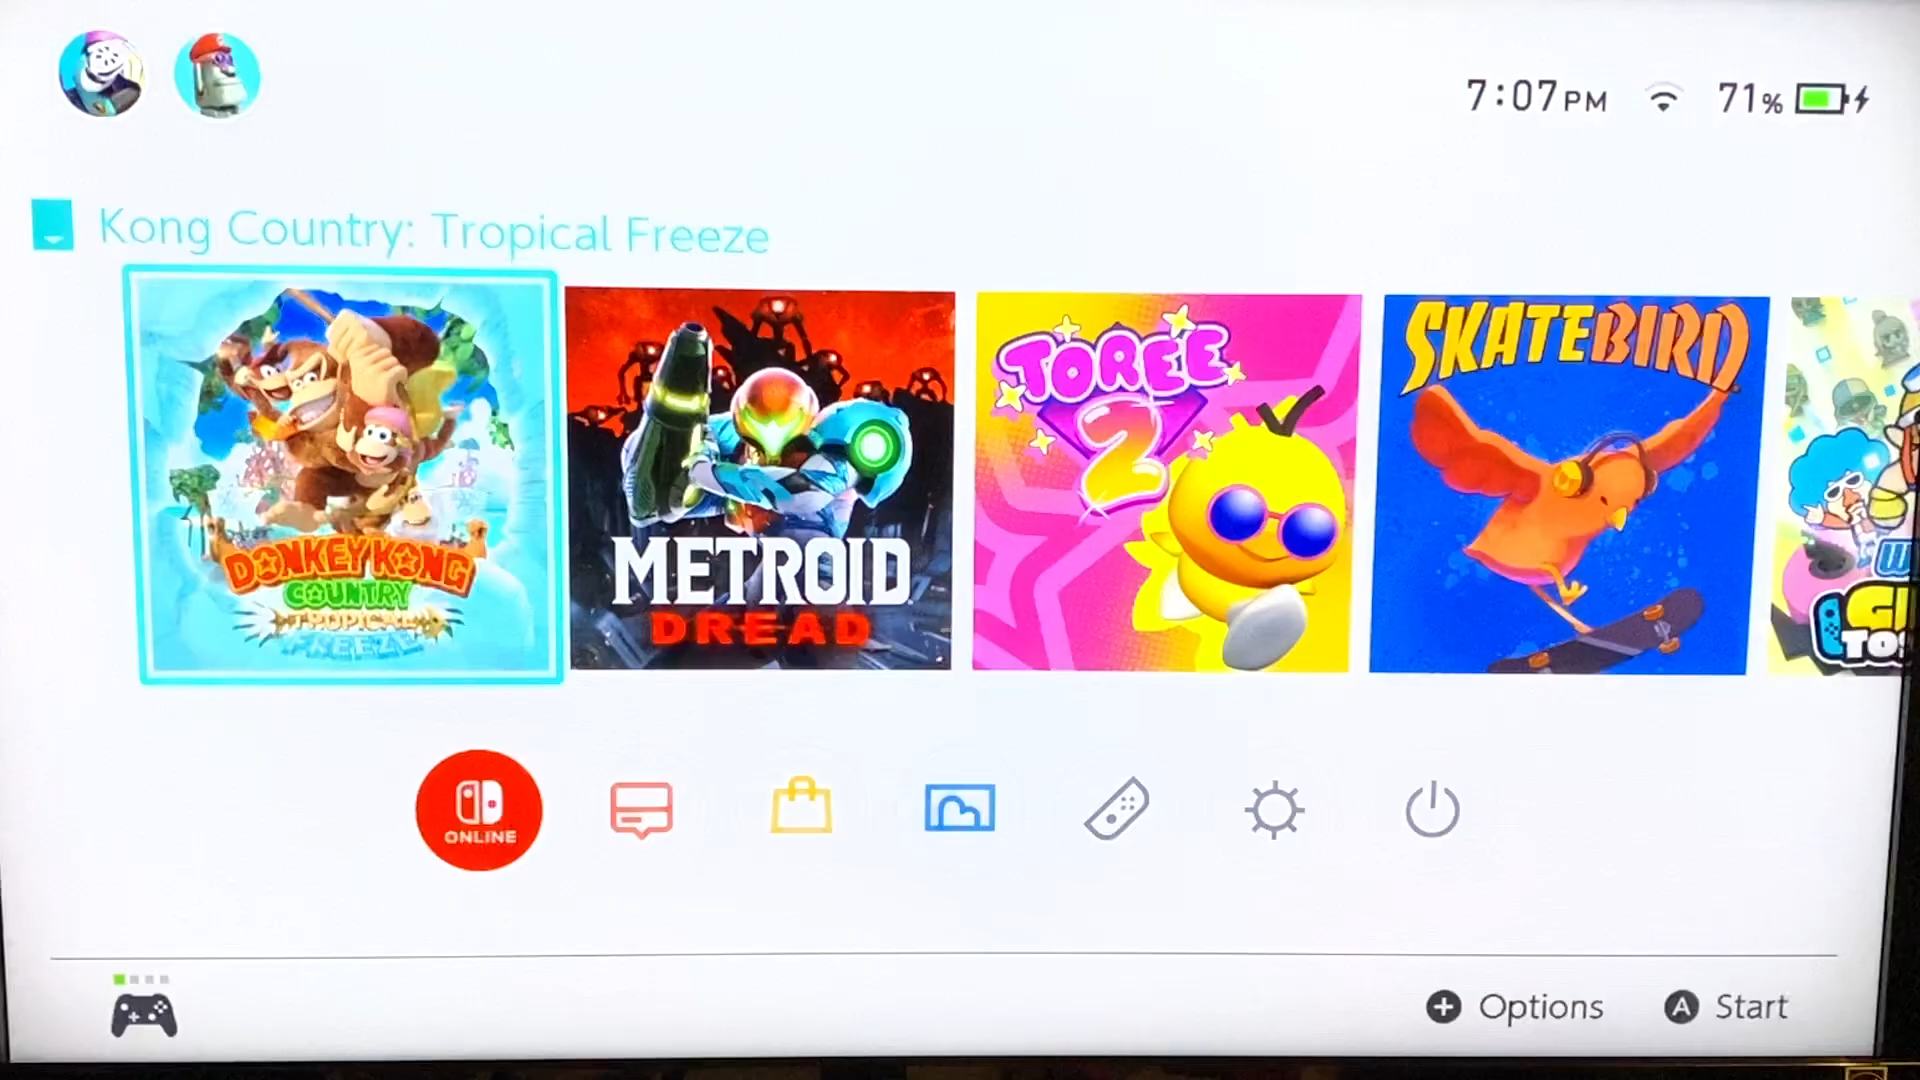 7:07PM 71%
Kong Country: Tropical Freeze
DONKEY KONG
COUNTRY
TROPICAL
FREEZE
METROID
DREAD
TOREE
2
SKATEBIRD
ONLINE
Options
A Start